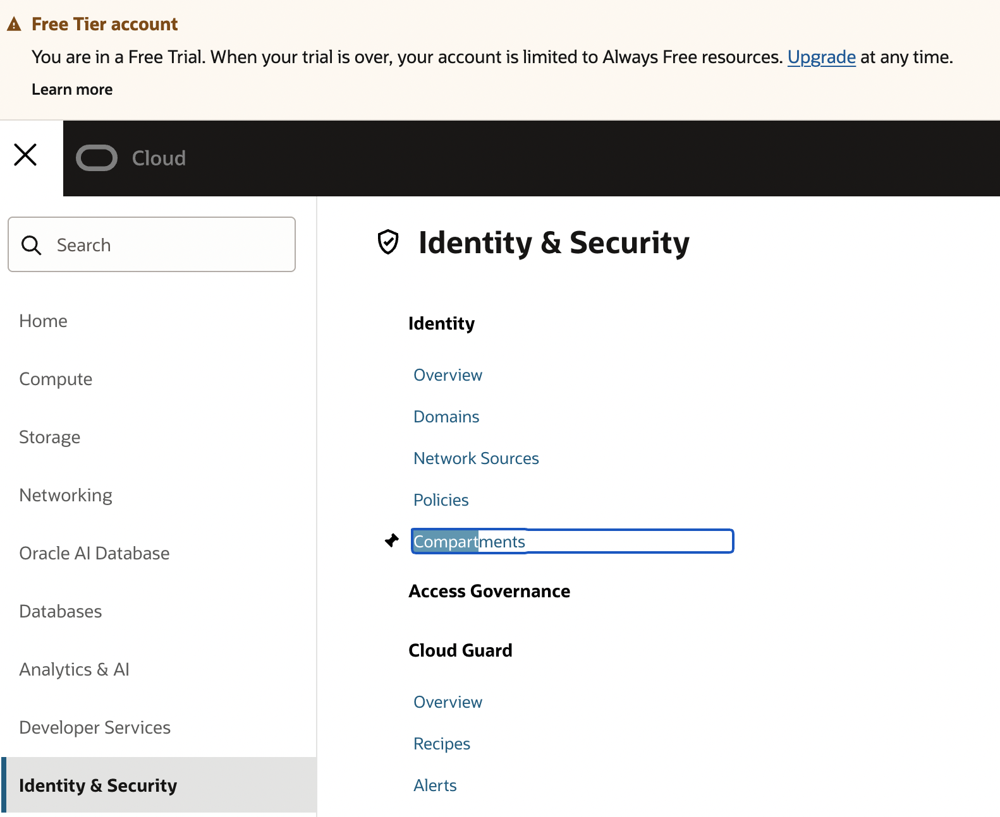 Free Tier account
You are in a Free Trial. When your trial is over, your account is limited to Always Free resources. Upgrade at any time.
Learn more
Cloud
Search
Home
Compute
Storage
Networking
Oracle AI Database
Databases
Analytics & AI
Developer Services
Identity & Security
Identity & Security
Identity
Overview
Domains
Network Sources
Policies
Compartments
Access Governance
Cloud Guard
Overview
Recipes
Alerts